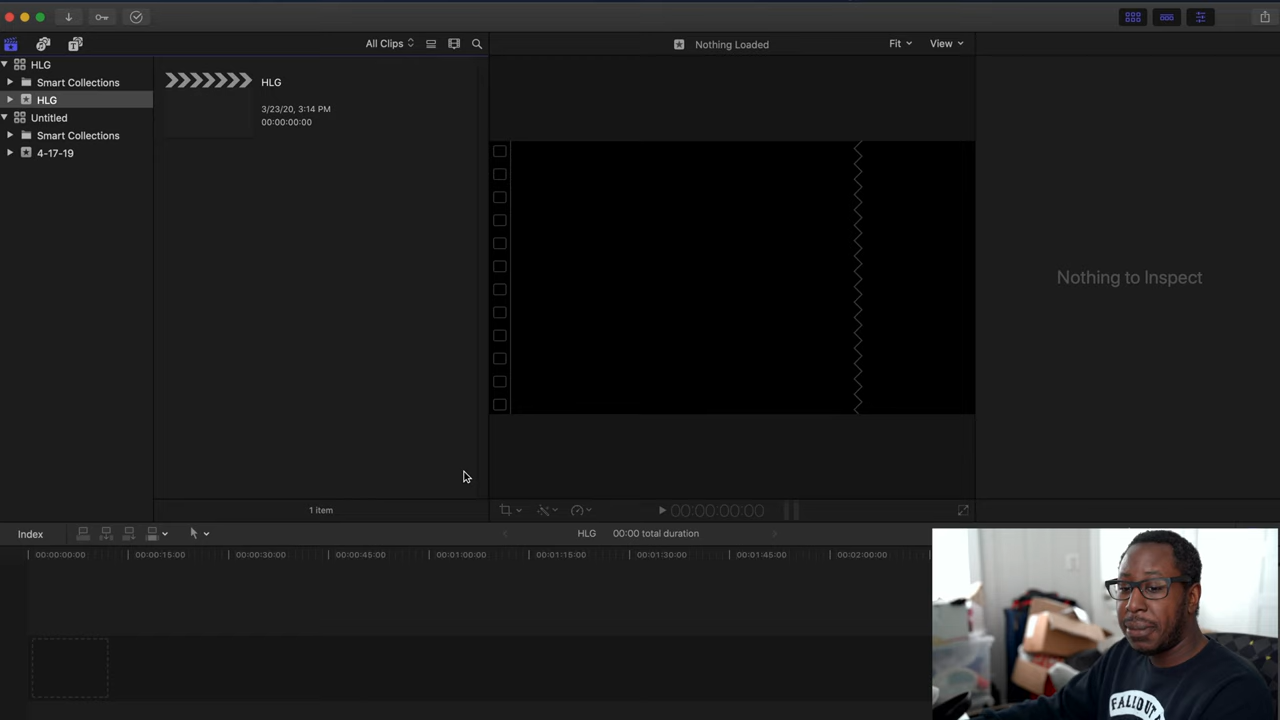 All Clips
Nothing Loaded
Fit
View
HLG
Smart Collections
HLG
Untitled
Smart Collections
4-17-19
HLG
3/23/20, 3:14 PM
00:00:00:00
Nothing to Inspect
1 item
00:00:00:00
Index
HLG
00:00 total duration
00:00:00:00
00:00:15:00
00:00:30:00
00:00:45:00
00:01:00:00
00:01:15:00
00:01:30:00
00:01:45:00
00:02:00:00
FALLOUT